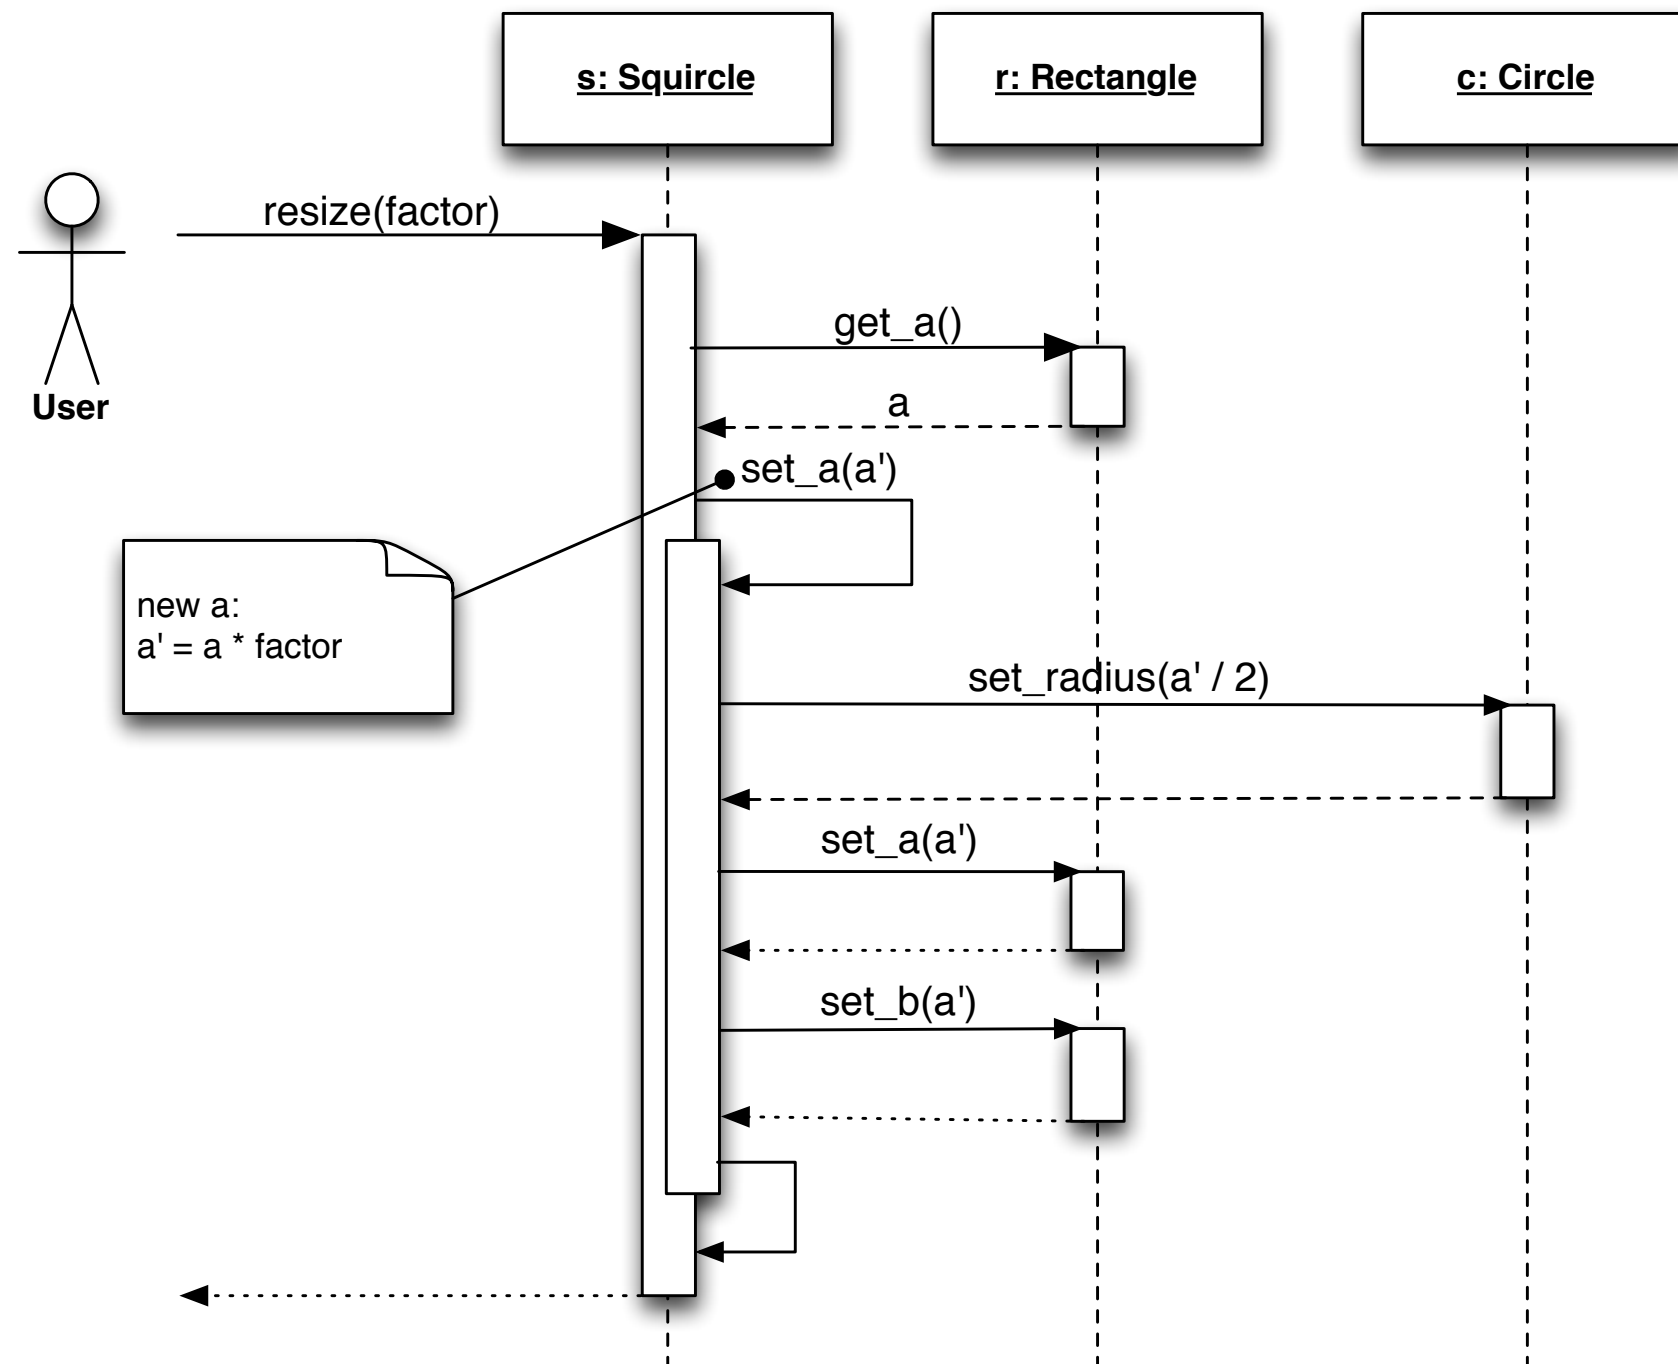 s: Squircle
r: Rectangle
c: Circle
resize(factor)
get_a()
User
a
set_a(a')
new a:
a' = a * factor
set_radius(a' / 2)
set_a(a')
set_b(a')